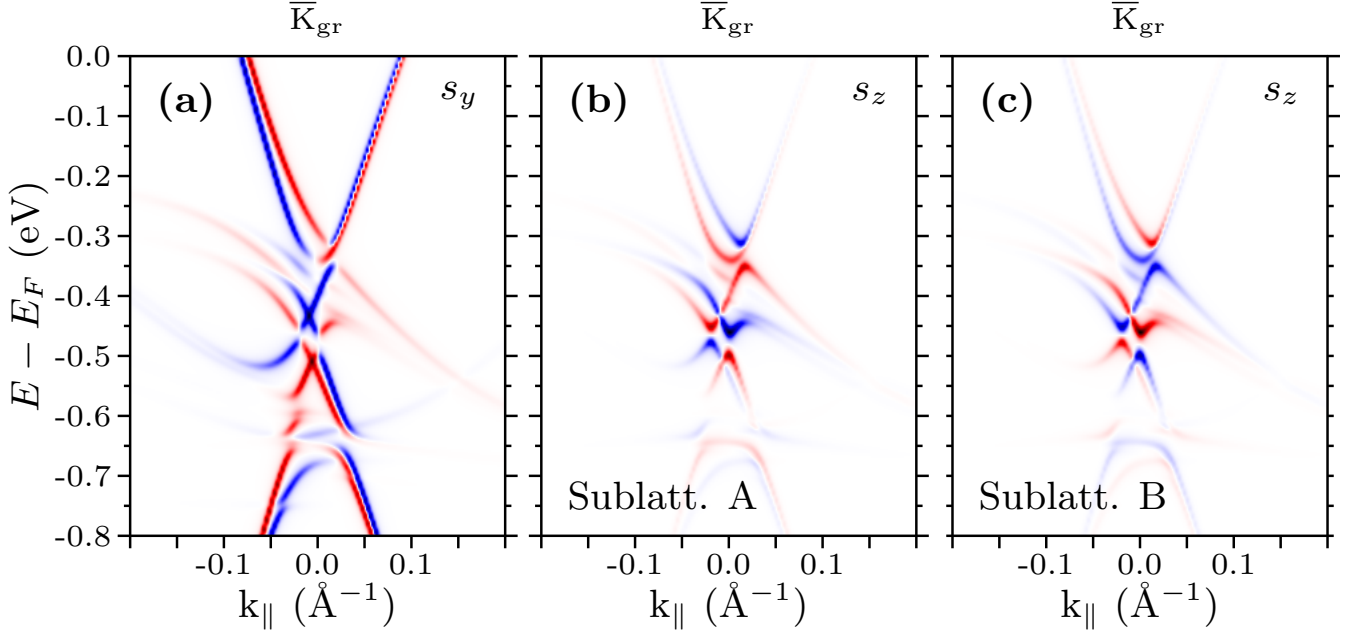 K̅gr K̅gr K̅gr
(a) sy (b) sz (c) sz
0.0
-0.1
-0.2
-0.3
-0.4
-0.5
-0.6
-0.7
-0.8
E − EF (eV)
Sublatt. A Sublatt. B
-0.1 0.0 0.1 -0.1 0.0 0.1 -0.1 0.0 0.1
k∥ (Å−1) k∥ (Å−1) k∥ (Å−1)